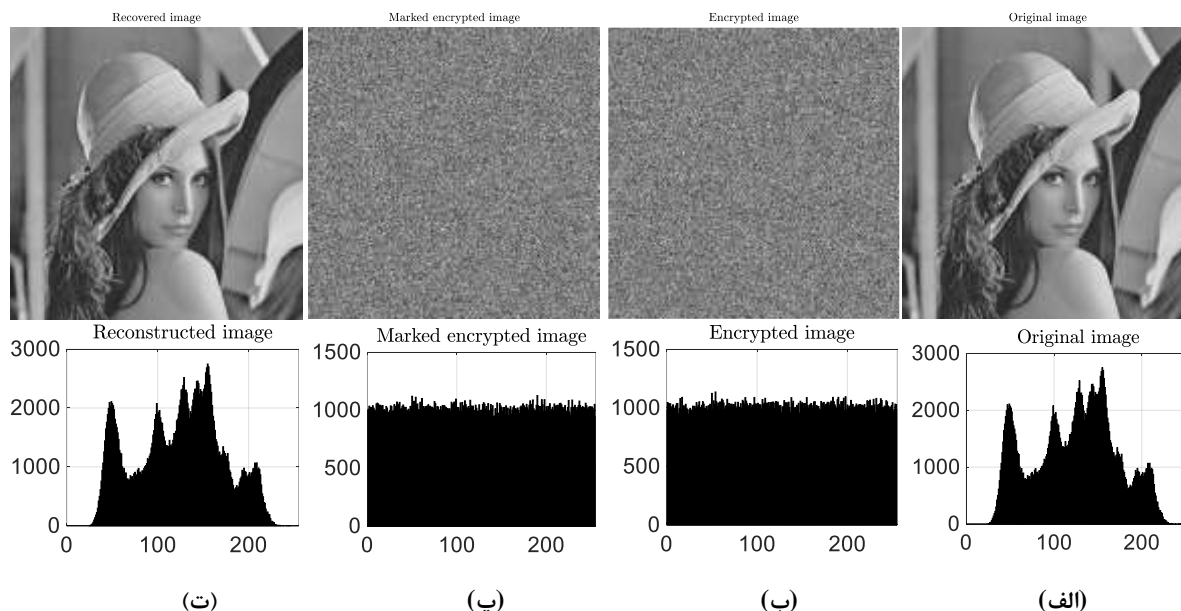 Recovered image
Marked encrypted image
Encrypted image
Original image
Reconstructed image
3000
2000
1000
0
0 100 200
Marked encrypted image
1500
1000
500
0
0 100 200
Encrypted image
1500
1000
500
0
0 100 200
Original image
3000
2000
1000
0
0 100 200
(ت)
(پ)
(ب)
(الف)